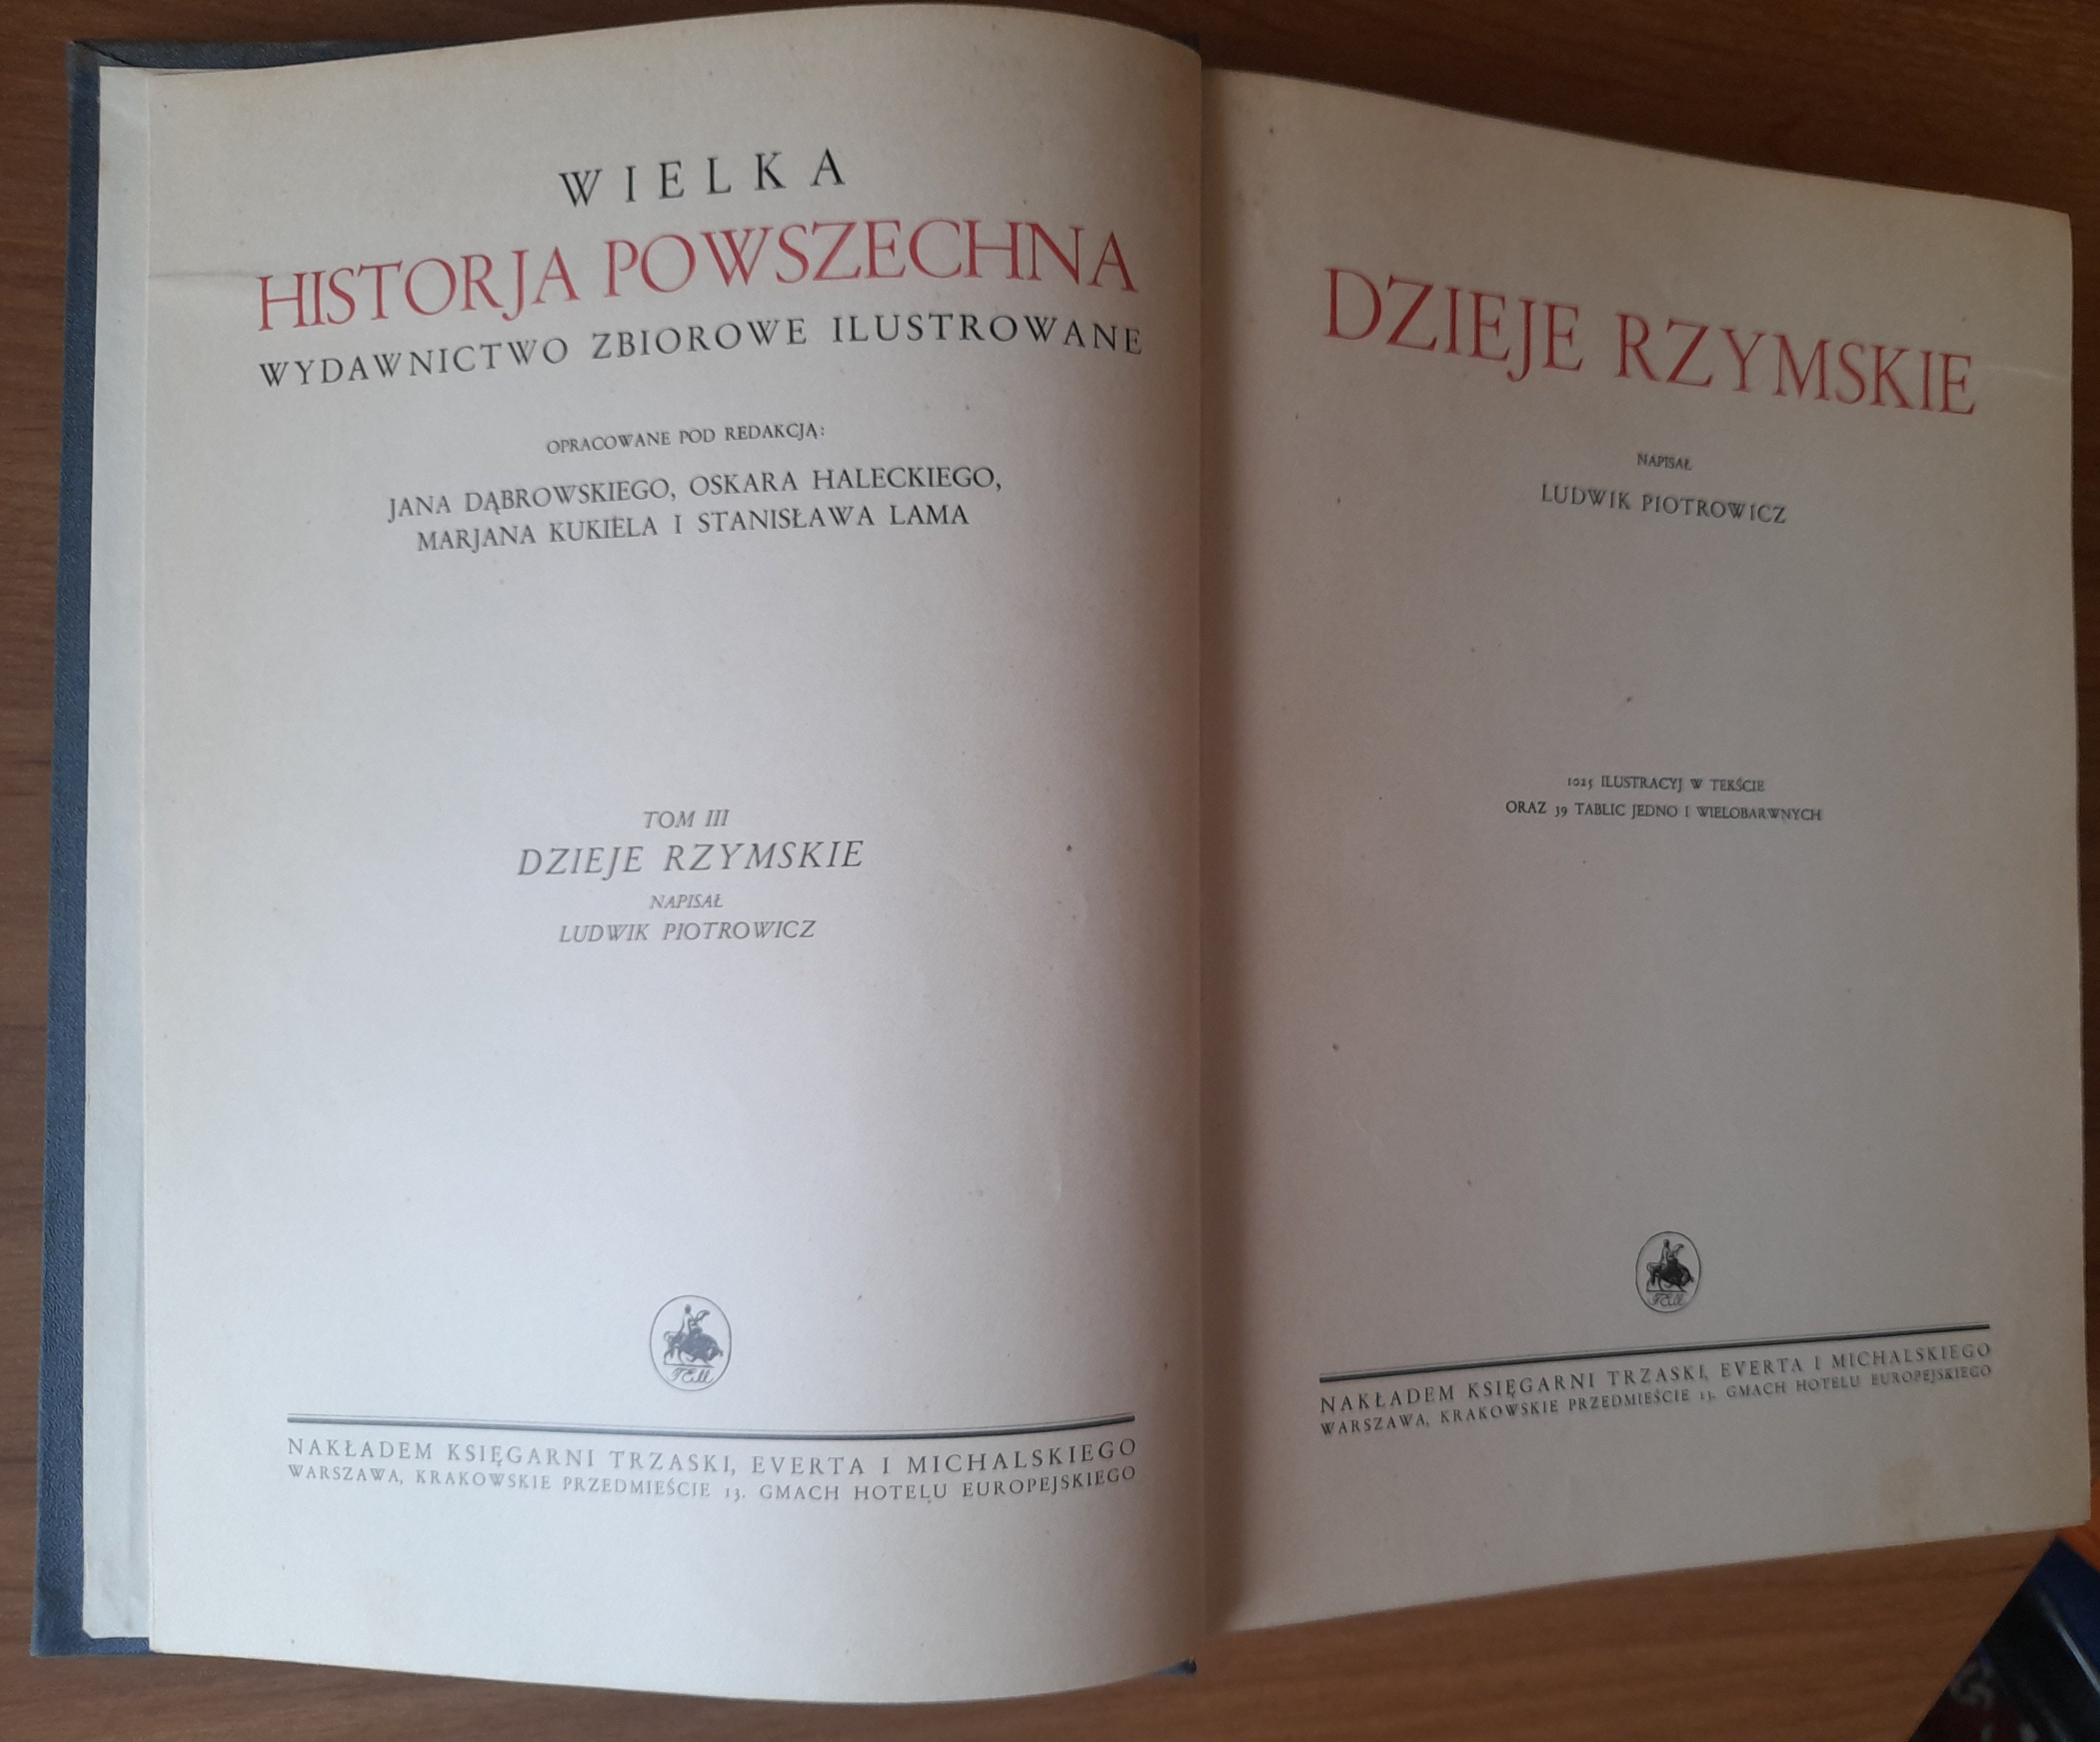 WIELKA
HISTORJA POWSZECHNA
WYDAWNICTWO ZBIOROWE ILUSTROWANE
OPRACOWANE POD REDAKCJĄ:
JANA DĄBROWSKIEGO, OSKARA HALECKIEGO,
MARJANA KUKIELA I STANISŁAWA LAMA
TOM III
DZIEJE RZYMSKIE
NAPISAŁ
LUDWIK PIOTROWICZ
TEM
NAKŁADEM KSIĘGARNI TRZASKI, EVERTA I MICHALSKIEGO
WARSZAWA, KRAKOWSKIE PRZEDMIEŚCIE 13. GMACH HOTELU EUROPEJSKIEGO
DZIEJE RZYMSKIE
NAPISAŁ
LUDWIK PIOTROWICZ
1025 ILUSTRACYJ W TEKŚCIE
ORAZ 39 TABLIC JEDNO I WIELOBARWNYCH
TEM
NAKŁADEM KSIĘGARNI TRZASKI, EVERTA I MICHALSKIEGO
WARSZAWA, KRAKOWSKIE PRZEDMIEŚCIE 13. GMACH HOTELU EUROPEJSKIEGO